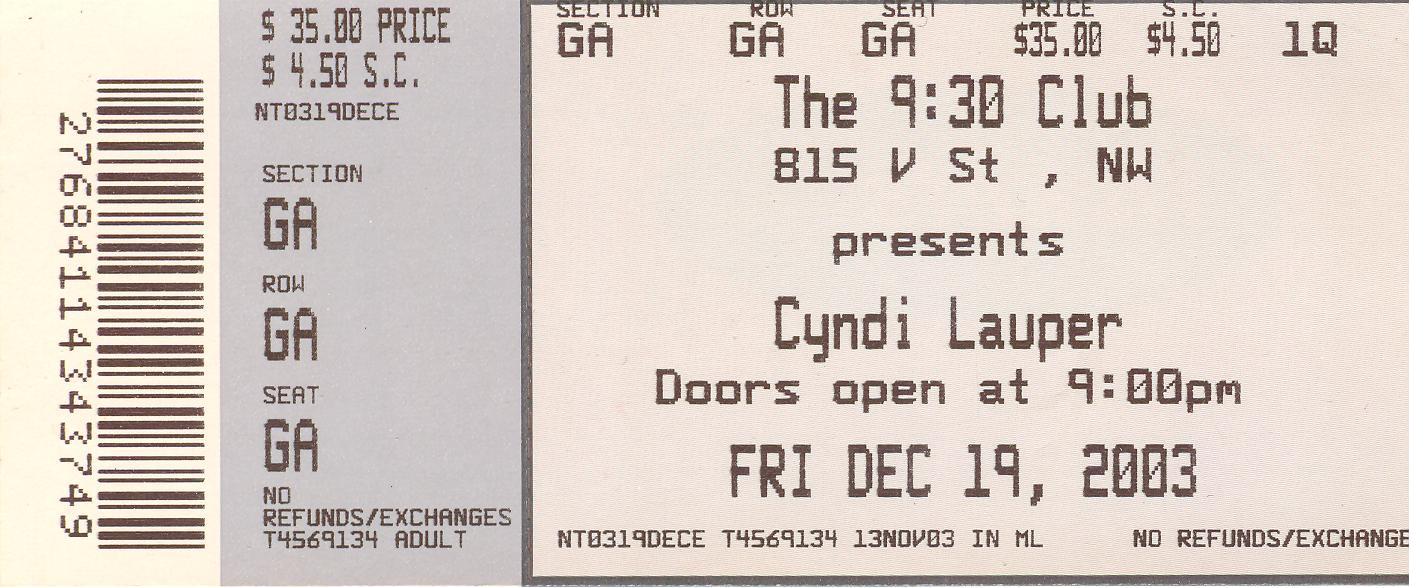 2768411434374​9
$ 35.00 PRICE
$ 4.50 S.C.
NT0319DECE
SECTION
GA
ROW
GA
SEAT
GA
NO
REFUNDS/EXCHANGES
T4569134 ADULT
SECTION ROW SEAT PRICE S.C.
GA GA GA $35.00 $4.50 1Q
The 9:30 Club
815 V St , NW
presents
Cyndi Lauper
Doors open at 9:00pm
FRI DEC 19, 2003
NT0319DECE T4569134 13NOV03 IN ML NO REFUNDS/EXCHANGE